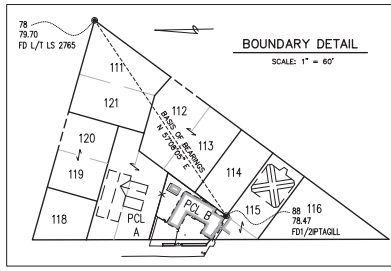 78
79.70
FD L/T LS 2765
BOUNDARY DETAIL
SCALE: 1" = 60'
111
121
112
113
BASIS OF BEARINGS
N 57°08'05" E
120
119
114
118
PCL
A
PCL B
115
116
88
78.47
FD1/2IPTAGILL